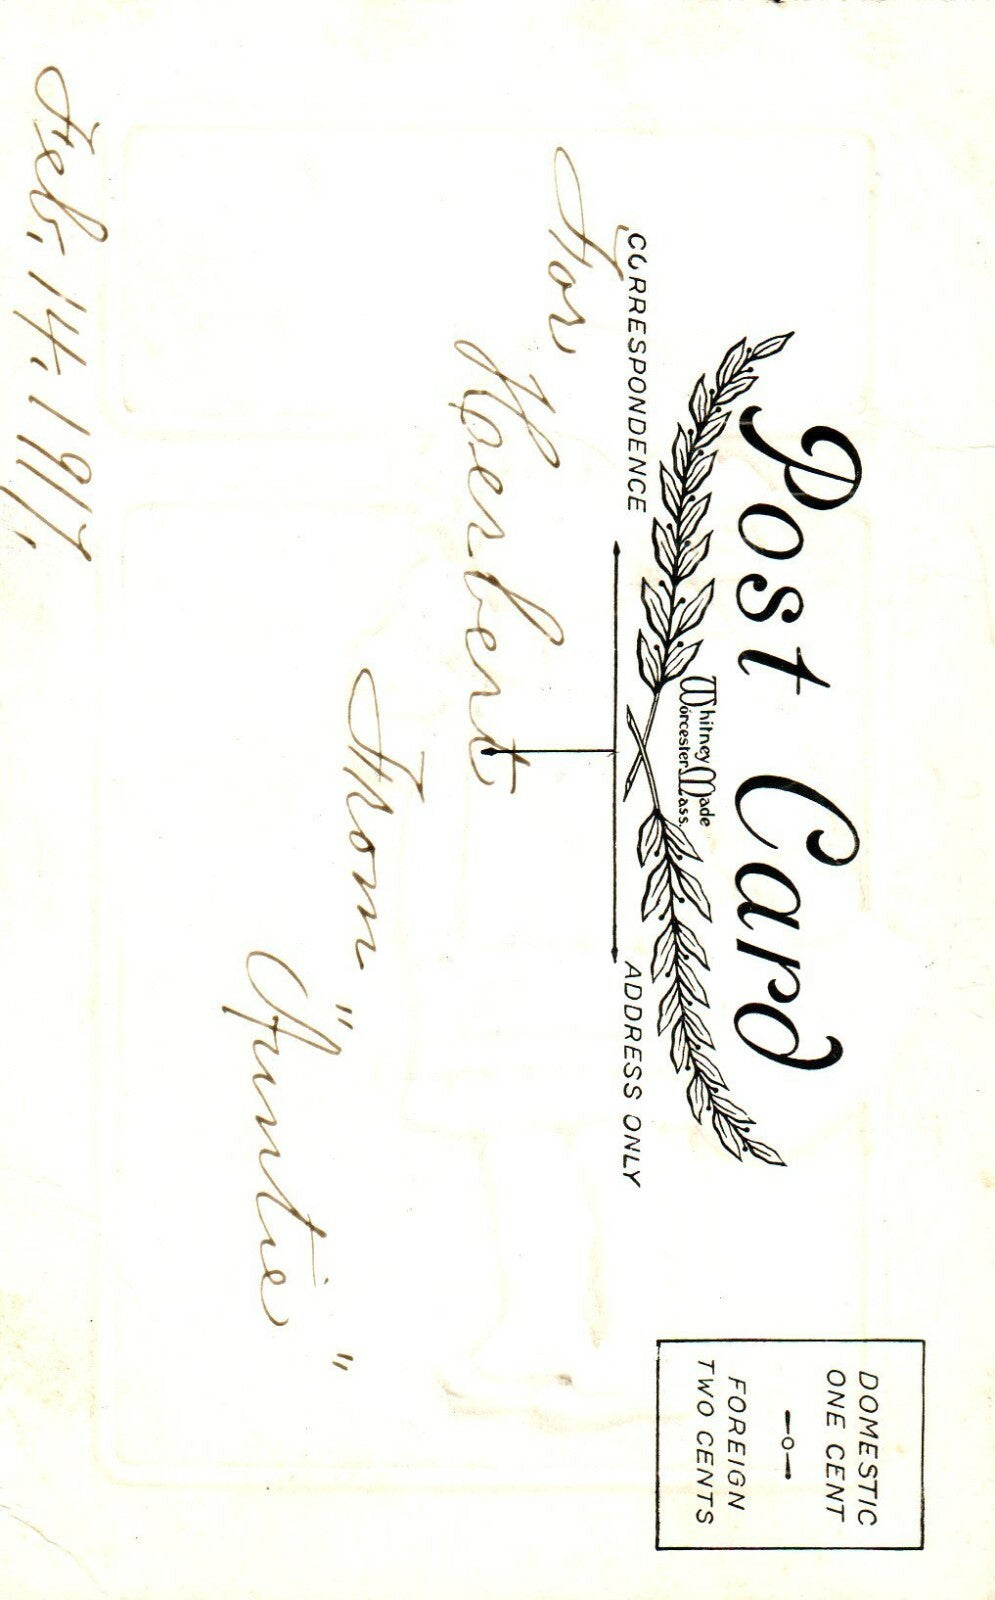 Post Card
Whitney Made
Worcester Mass.
CORRESPONDENCE
ADDRESS ONLY
DOMESTIC
ONE CENT
FOREIGN
TWO CENTS
For
Herbert
From
"Auntie"
Feb. 14, 1917.